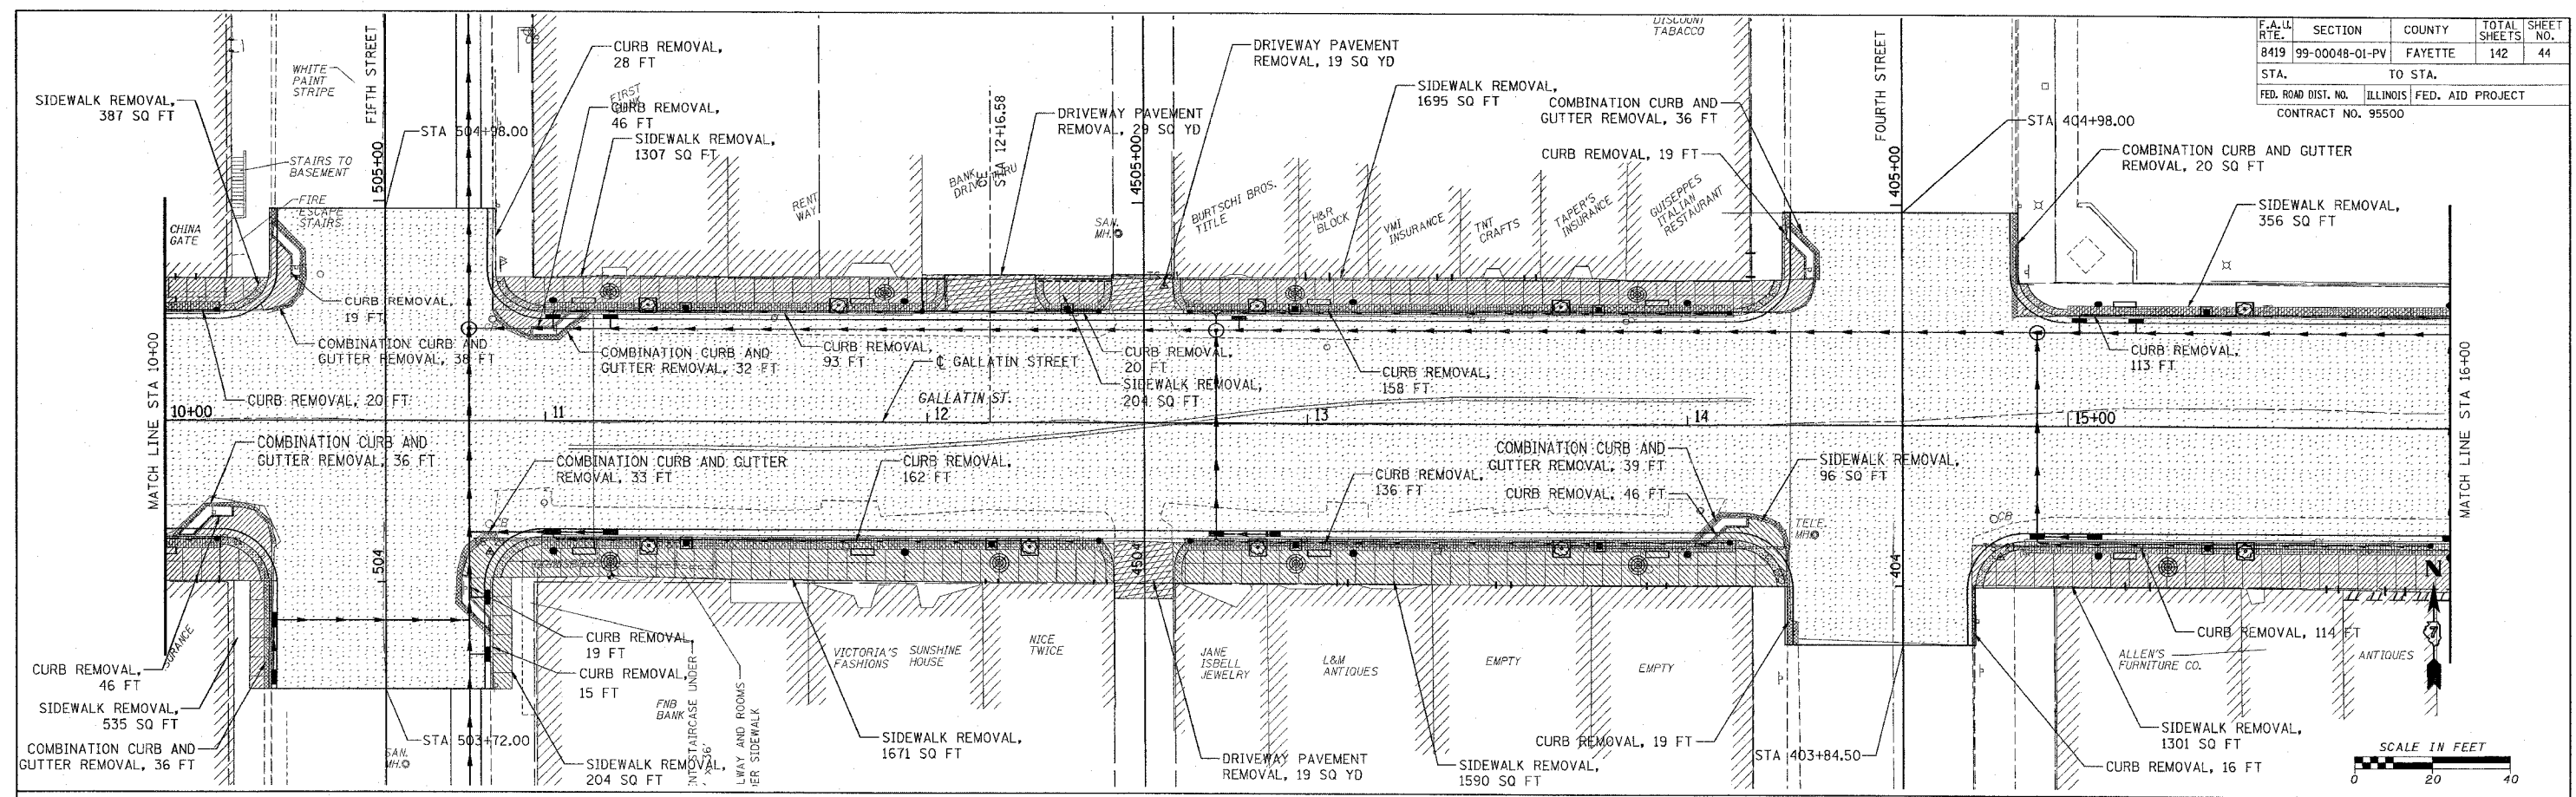 F.A.U. RTE. SECTION COUNTY TOTAL SHEETS SHEET NO.
8419 99-00048-01-PV FAYETTE 142 44
STA. TO STA.
FED. ROAD DIST. NO. ILLINOIS FED. AID PROJECT
CONTRACT NO. 95500
DISCOUNT
TABACCO
WHITE
PAINT
STRIPE
FIFTH STREET
505+00
CURB REMOVAL,
28 FT
SIDEWALK REMOVAL,
387 SQ FT
STA 504+98.00
FIRST
CURB REMOVAL,
46 FT
SIDEWALK REMOVAL,
1307 SQ FT
STA 12+16.58
DRIVEWAY PAVEMENT
REMOVAL, 29 SQ YD
DRIVEWAY PAVEMENT
REMOVAL, 19 SQ YD
4505+00
SIDEWALK REMOVAL,
1695 SQ FT
COMBINATION CURB AND
GUTTER REMOVAL, 36 FT
CURB REMOVAL, 19 FT
FOURTH STREET
405+00
STA 404+98.00
COMBINATION CURB AND GUTTER
REMOVAL, 20 SQ FT
SIDEWALK REMOVAL,
356 SQ FT
STAIRS TO
BASEMENT
FIRE
ESCAPE
STAIRS
CHINA
GATE
RENT
WAY
BANK
DRIVE THRU
SAN.
MH.
BURTSCHI BROS.
TITLE
H&R
BLOCK
VMI
INSURANCE
TNT
CRAFTS
TAPER'S
INSURANCE
GUISEPPES
ITALIAN
RESTAURANT
CURB REMOVAL,
19 FT
COMBINATION CURB AND
GUTTER REMOVAL, 38 FT
CURB REMOVAL, 20 FT
COMBINATION CURB AND
GUTTER REMOVAL, 32 FT
CURB REMOVAL,
93 FT
℄ GALLATIN STREET
GALLATIN ST.
CURB REMOVAL,
20 FT
SIDEWALK REMOVAL,
204 SQ FT
CURB REMOVAL,
158 FT
CURB REMOVAL,
113 FT
MATCH LINE STA 10+00
10+00
11
12
13
14
15+00
MATCH LINE STA 16+00
COMBINATION CURB AND
GUTTER REMOVAL, 36 FT
COMBINATION CURB AND GUTTER
REMOVAL, 33 FT
CURB REMOVAL,
162 FT
CURB REMOVAL,
136 FT
COMBINATION CURB AND
GUTTER REMOVAL, 39 FT
CURB REMOVAL, 46 FT
SIDEWALK REMOVAL,
96 SQ FT
TELE.
MH.
CB
504
4504
404
CURB REMOVAL,
46 FT
SIDEWALK REMOVAL,
535 SQ FT
COMBINATION CURB AND
GUTTER REMOVAL, 36 FT
SAN.
MH.
STA 503+72.00
CURB REMOVAL,
19 FT
CURB REMOVAL,
15 FT
SIDEWALK REMOVAL,
204 SQ FT
FNB
BANK
STAIRCASE UNDER
AND ROOMS
SIDEWALK
VICTORIA'S
FASHIONS
SUNSHINE
HOUSE
NICE
TWICE
SIDEWALK REMOVAL,
1671 SQ FT
JANE
ISBELL
JEWELRY
L&M
ANTIQUES
EMPTY
EMPTY
DRIVEWAY PAVEMENT
REMOVAL, 19 SQ YD
SIDEWALK REMOVAL,
1590 SQ FT
CURB REMOVAL, 19 FT
STA 403+84.50
ALLEN'S
FURNITURE CO.
ANTIQUES
CURB REMOVAL, 114 FT
SIDEWALK REMOVAL,
1301 SQ FT
CURB REMOVAL, 16 FT
N
SCALE IN FEET
0 20 40